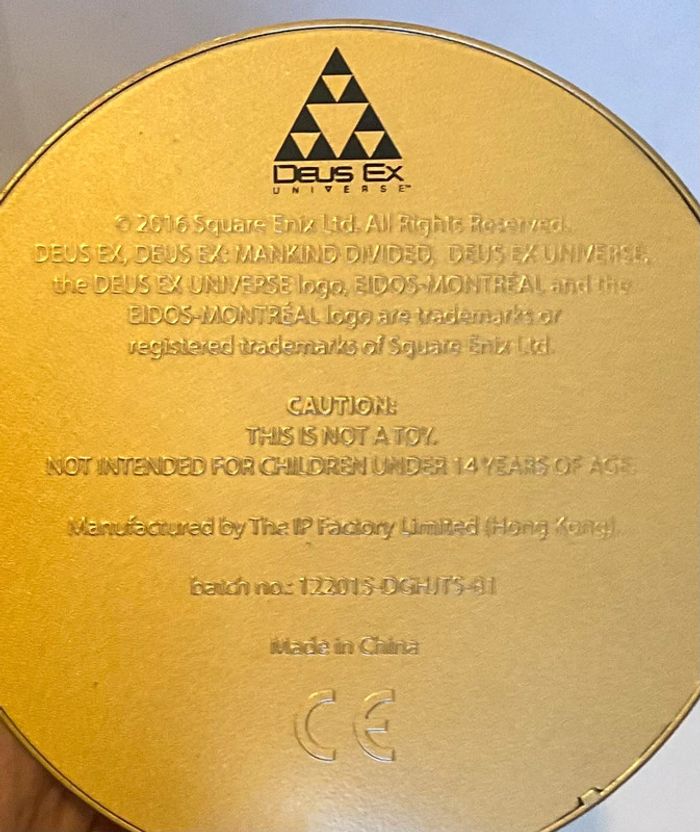 DEUS EX
UNIVERSE™
© 2016 Square Enix Ltd. All Rights Reserved.
DEUS EX, DEUS EX: MANKIND DIVIDED, DEUS EX UNIVERSE,
the DEUS EX UNIVERSE logo, EIDOS-MONTRÉAL and the
EIDOS-MONTRÉAL logo are trademarks or
registered trademarks of Square Enix Ltd.
CAUTION:
THIS IS NOT A TOY.
NOT INTENDED FOR CHILDREN UNDER 14 YEARS OF AGE.
Manufactured by The IP Factory Limited (Hong Kong).
batch no.: 122015-DGHJTS-01
Made in China
CE